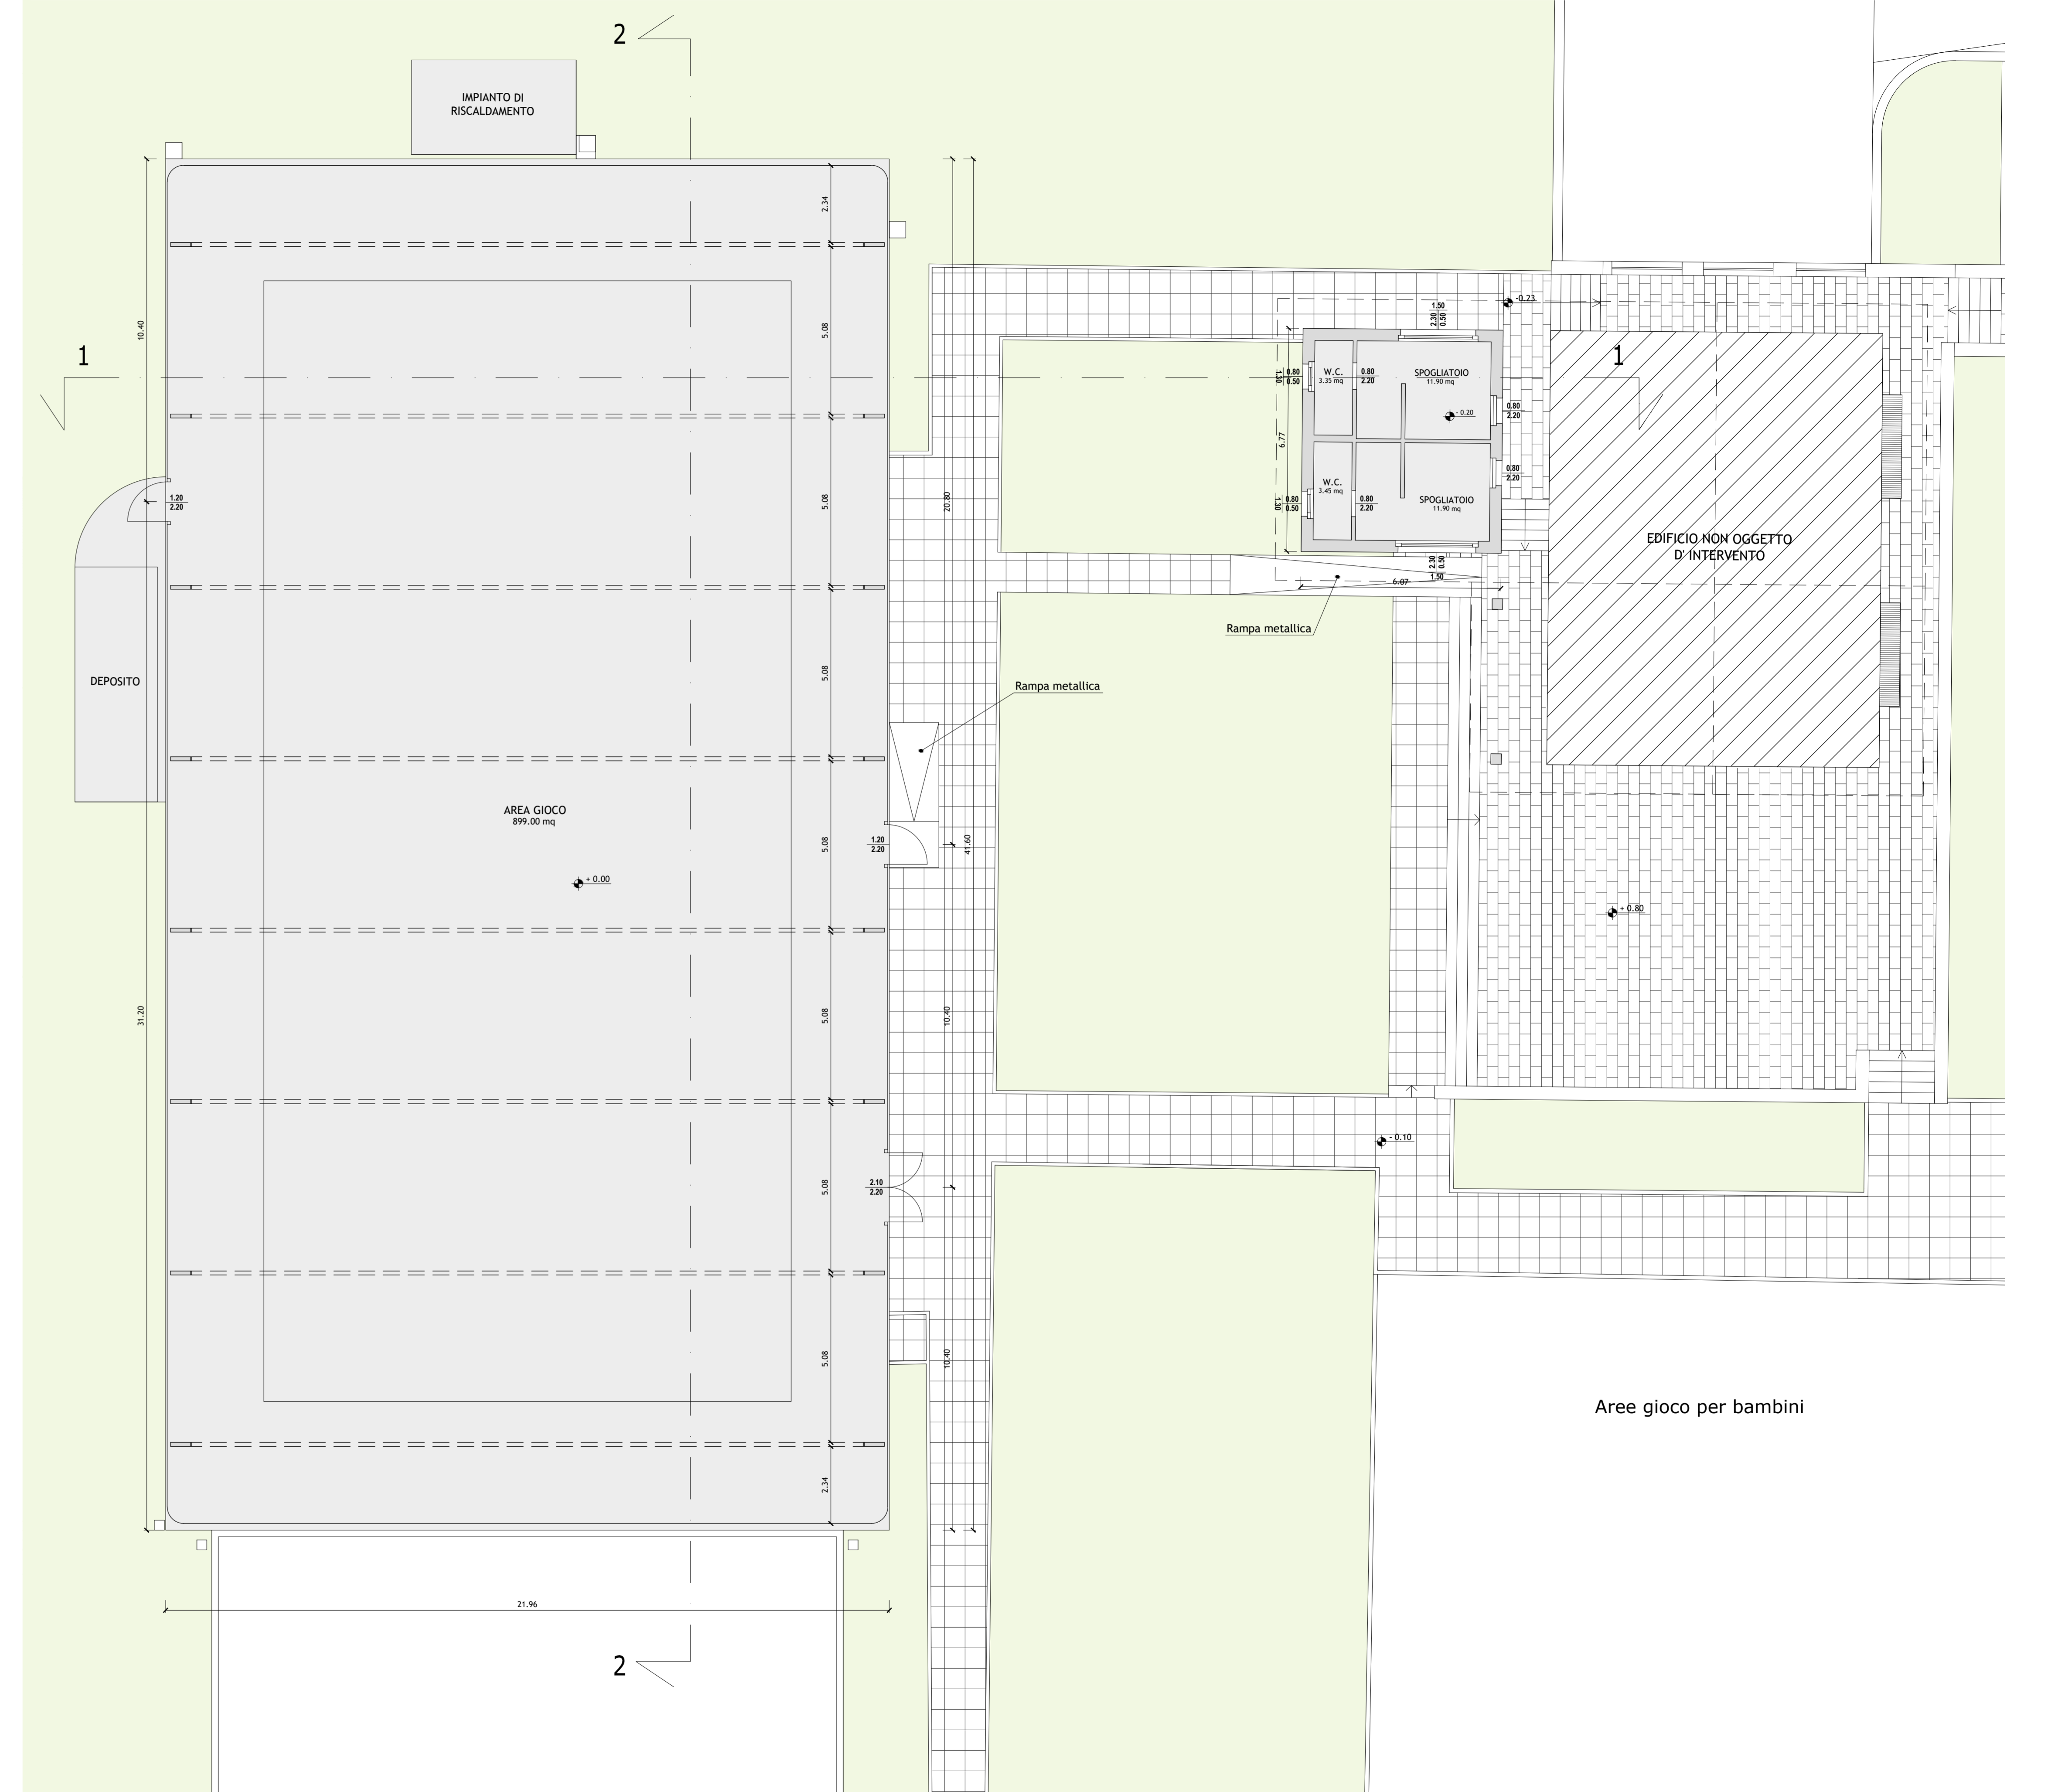 2
IMPIANTO DI
RISCALDAMENTO
2.34
10.40
5.08
1
1
-0.23
1.50
2.30
0.50
1.30
0.80
0.50
W.C.
3.35 mq
0.80
2.20
SPOGLIATOIO
11.90 mq
- 0.20
0.80
2.20
6.77
0.80
2.20
W.C.
3.45 mq
1.30
0.80
0.50
0.80
2.20
SPOGLIATOIO
11.90 mq
1.20
2.20
5.08
20.80
EDIFICIO NON OGGETTO
D' INTERVENTO
2.30
0.50
1.50
6.07
Rampa metallica
DEPOSITO
5.08
Rampa metallica
AREA GIOCO
899.00 mq
5.08
1.20
2.20
41.60
+ 0.00
+ 0.80
31.20
5.08
10.40
- 0.10
5.08
2.10
2.20
5.08
10.40
Aree gioco per bambini
2.34
21.96
2